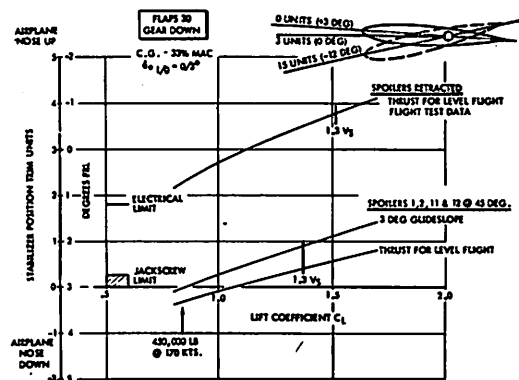 AIRPLANE
NOSE UP
FLAPS 30
GEAR DOWN
C.G. - 33% MAC
0 UNITS (+3 DEG)
3 UNITS (0 DEG)
15 UNITS (-12 DEG)
SPOILERS RETRACTED
THRUST FOR LEVEL FLIGHT
FLIGHT TEST DATA
1.3 VS
STABILIZER POSITION TRIM UNITS
DEGREES FRL
5
2
4
-1
3
0
2
1
1
2
0
3
-1
4
-2
5
ELECTRICAL
LIMIT
JACKSCREW
LIMIT
SPOILERS 1, 2, 11 & 12 @ 45 DEG.
3 DEG GLIDESLOPE
THRUST FOR LEVEL FLIGHT
1.3 VS
.5
1.0
1.5
2.0
LIFT COEFFICIENT CL
450,000 LB
@ 170 KTS.
AIRPLANE
NOSE
DOWN